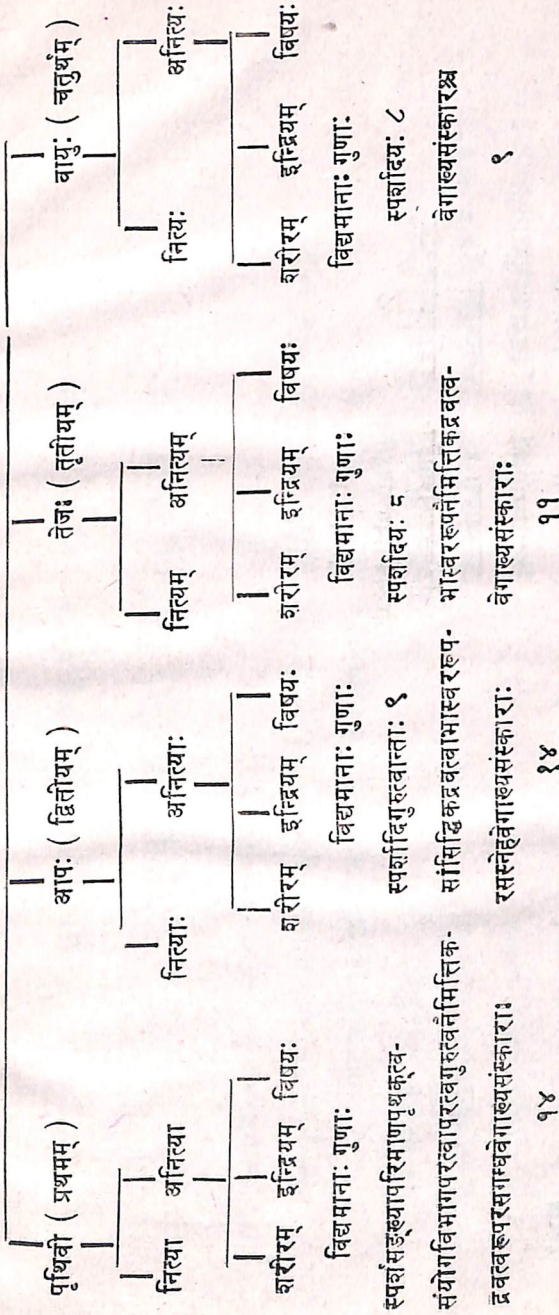 पृथिवी ( प्रथमम् )
नित्या अनित्या
शरीरम् इन्द्रियम् विषयः
विद्यमानाः गुणाः
स्पर्शसङ्ख्यापरिमाणपृथक्त्व-
संयोगविभागपरत्वापरत्वगुरुत्वनैमित्तिक
द्रवत्वरूपरसगन्धवेगाख्यसंस्काराः
१४
आपः ( द्वितीयम् )
नित्याः अनित्याः
शरीरम् इन्द्रियम् विषयः
विद्यमानाः गुणाः
स्पर्शादिगुरुत्वान्ताः ९
सांसिद्धिकद्रवत्वाभास्वररूप-
रसस्नेहवेगाख्यसंस्काराः
१४
तेजः ( तृतीयम् )
नित्यम् अनित्यम्
शरीरम् इन्द्रियम् विषयः
विद्यमानाः गुणाः
स्पर्शादयः ८
भास्वररूपनैमित्तिकद्रवत्व-
वेगाख्यसंस्काराः
११
वायुः ( चतुर्थम् )
नित्यः अनित्यः
शरीरम् इन्द्रियम् विषयः
विद्यमानाः गुणाः
स्पर्शादयः ८
वेगाख्यसंस्कारश्च
९